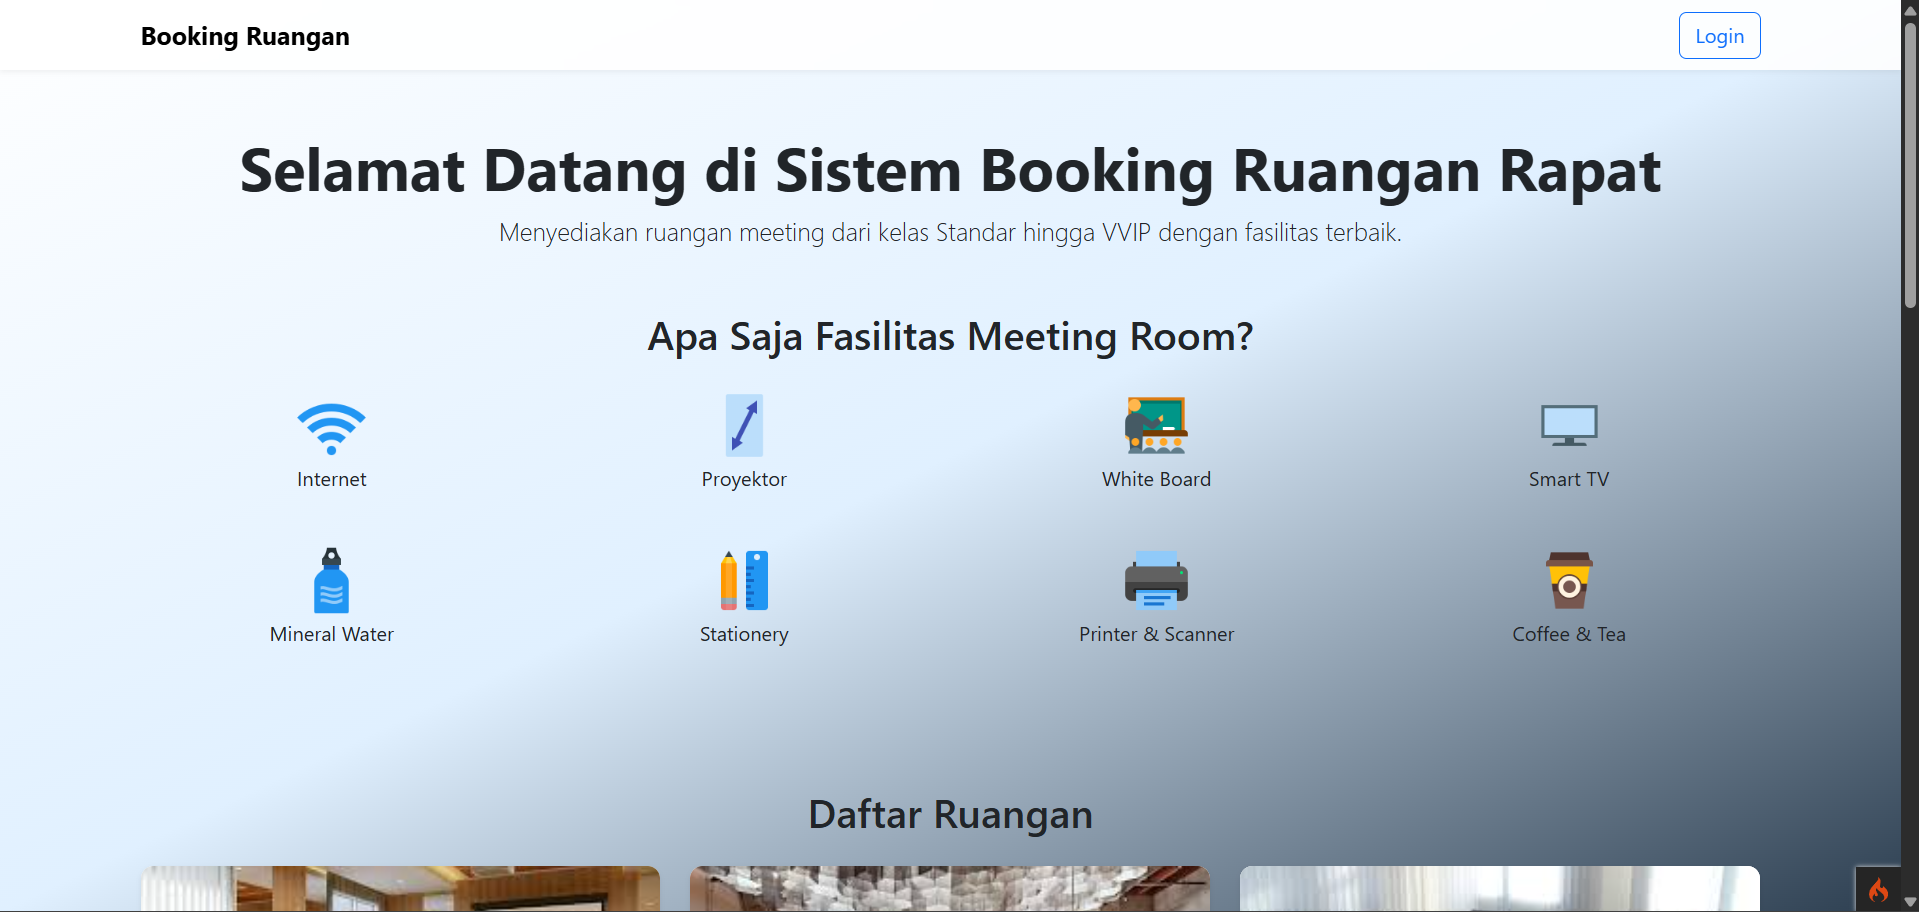 Booking Ruangan
Login
Selamat Datang di Sistem Booking Ruangan Rapat
Menyediakan ruangan meeting dari kelas Standar hingga VVIP dengan fasilitas terbaik.
Apa Saja Fasilitas Meeting Room?
Internet
Proyektor
White Board
Smart TV
Mineral Water
Stationery
Printer & Scanner
Coffee & Tea
Daftar Ruangan